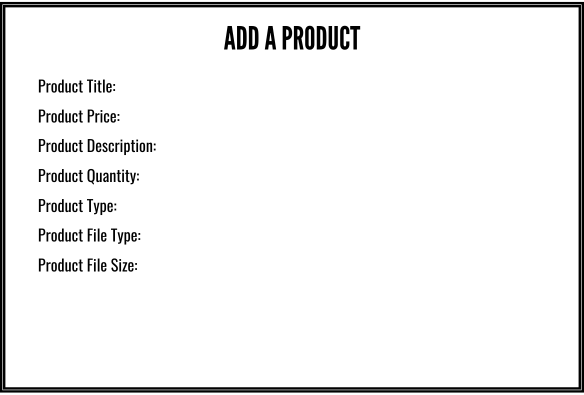 ADD A PRODUCT
Product Title:
Product Price:
Product Description:
Product Quantity:
Product Type:
Product File Type:
Product File Size: